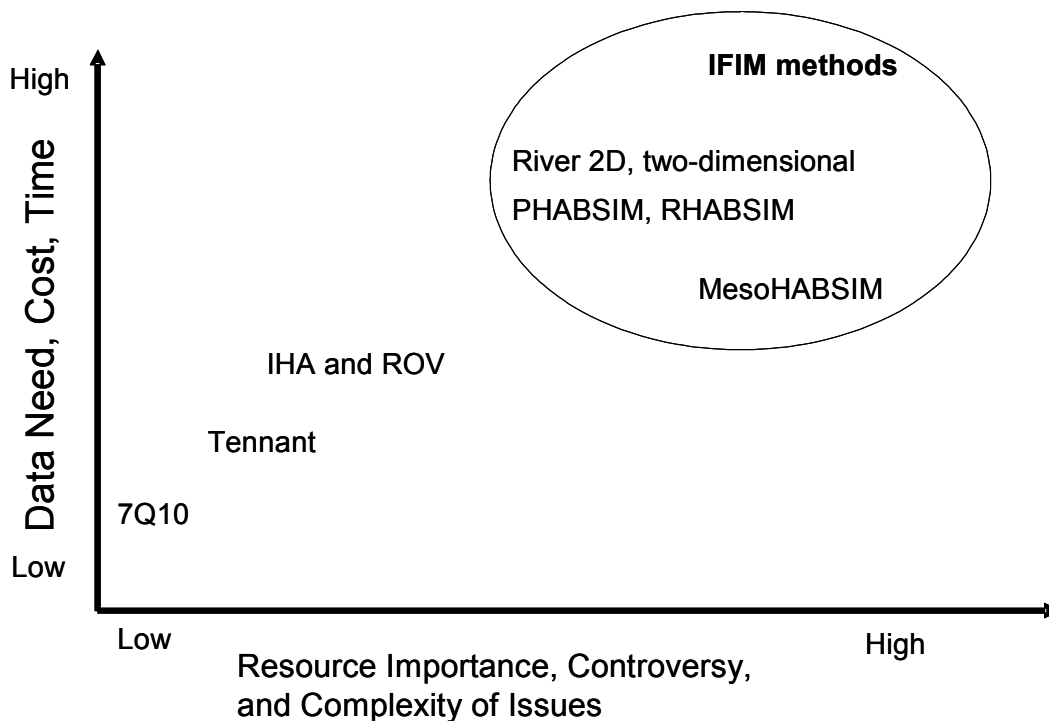 High
IFIM methods
River 2D, two-dimensional
PHABSIM, RHABSIM
MesoHABSIM
Data Need, Cost, Time
IHA and ROV
Tennant
7Q10
Low
Low
High
Resource Importance, Controversy,
and Complexity of Issues